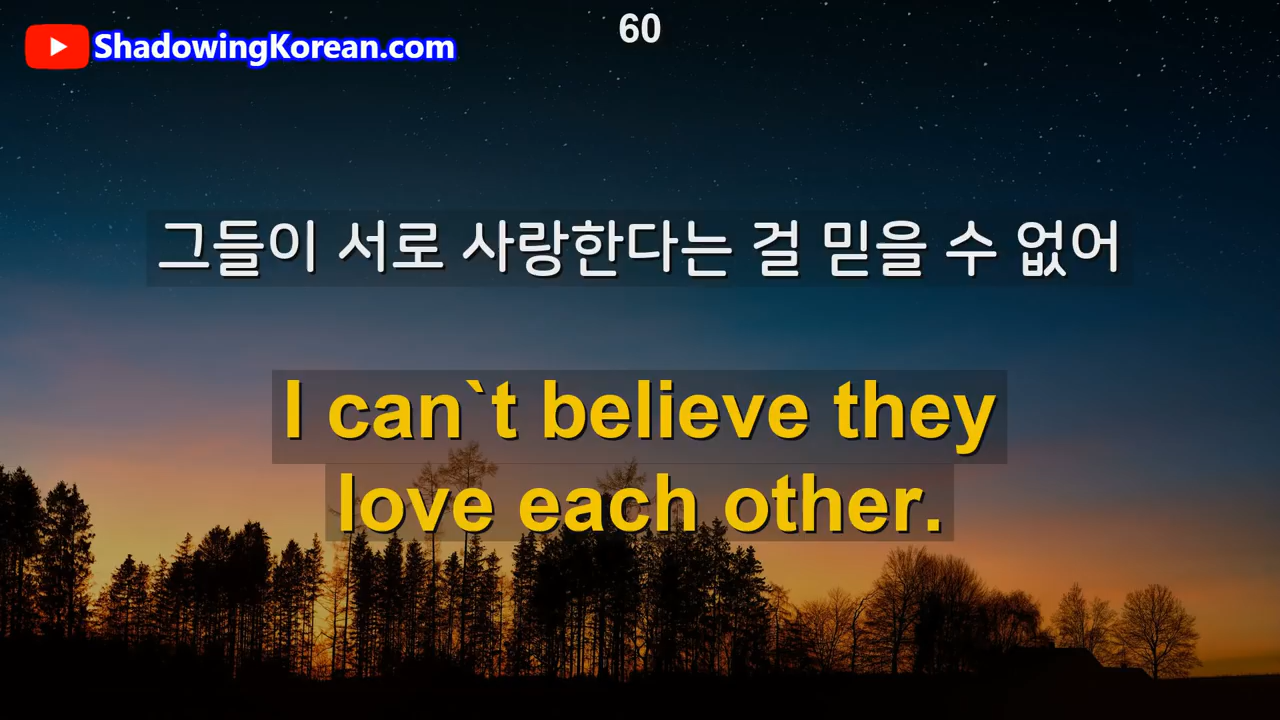 60
ShadowingKorean.com
그들이 서로 사랑한다는 걸 믿을 수 없어
I can`t believe they
love each other.